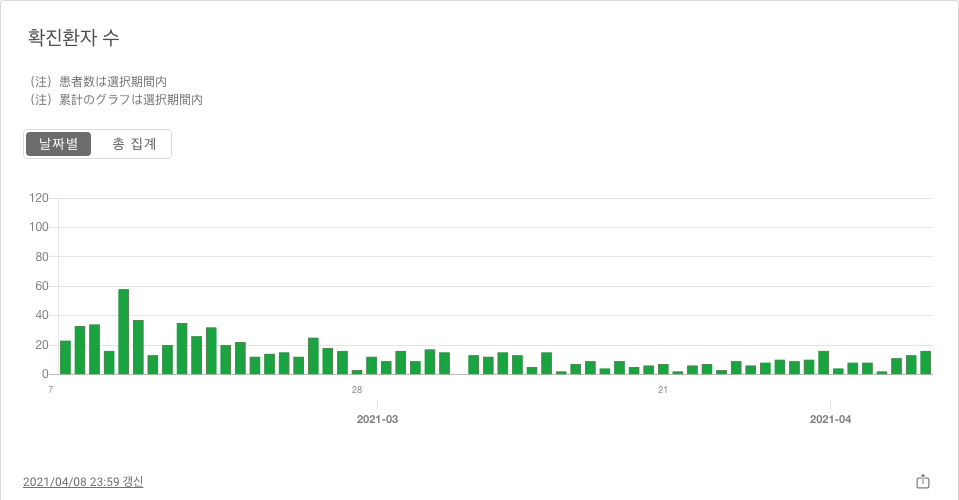 확진환자 수
（注）患者数は選択期間内
（注）累計のグラフは選択期間内
날짜별 총 집계
120
100
80
60
40
20
0
7 28 21
2021-03 2021-04
2021/04/08 23:59 갱신